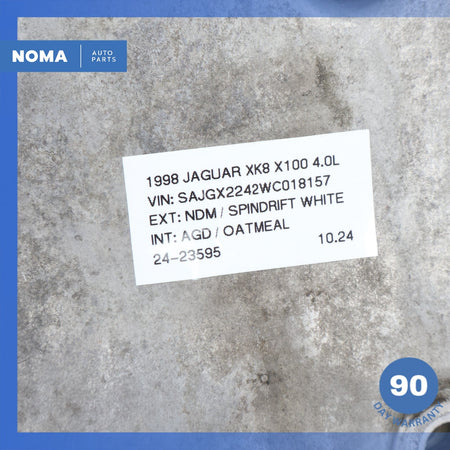 NOMA AUTO PARTS
1998 JAGUAR XK8 X100 4.0L
VIN: SAJGX2242WC018157
EXT: NDM / SPINDRIFT WHITE
INT: AGD / OATMEAL
24-23595 10.24
90
DAY WARRANTY